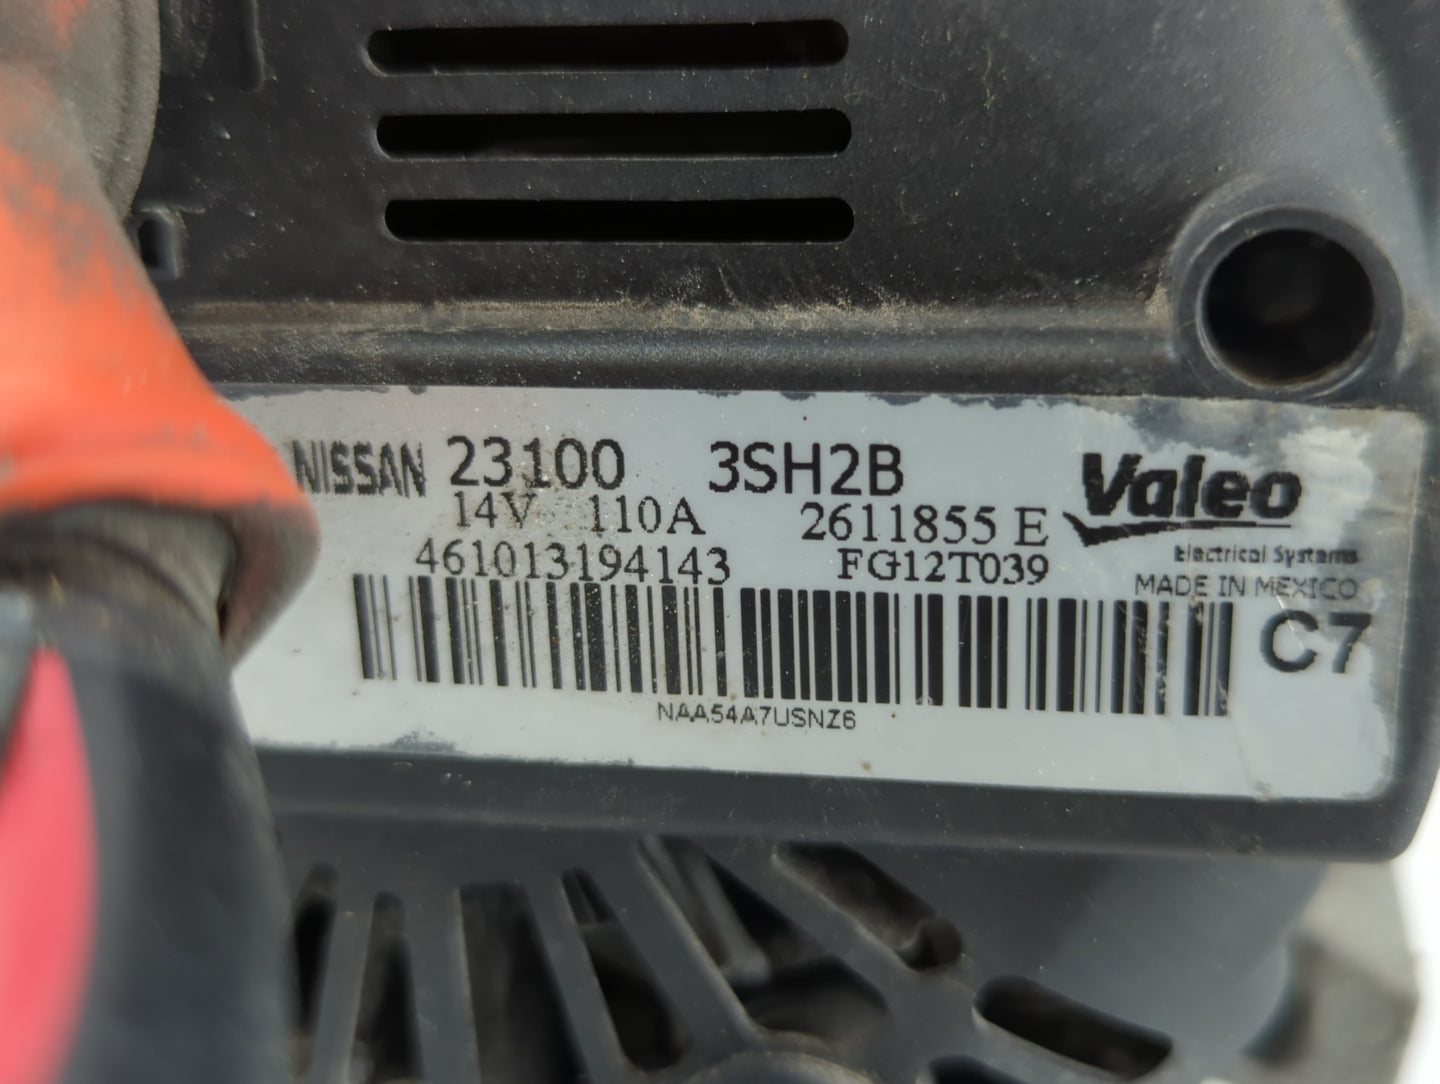 NISSAN 23100 3SH2B Valeo
14V 110A 2611855 E
Electrical Systems
461013194143 FG12T039
MADE IN MEXICO
C7
NAA54A7USNZ6